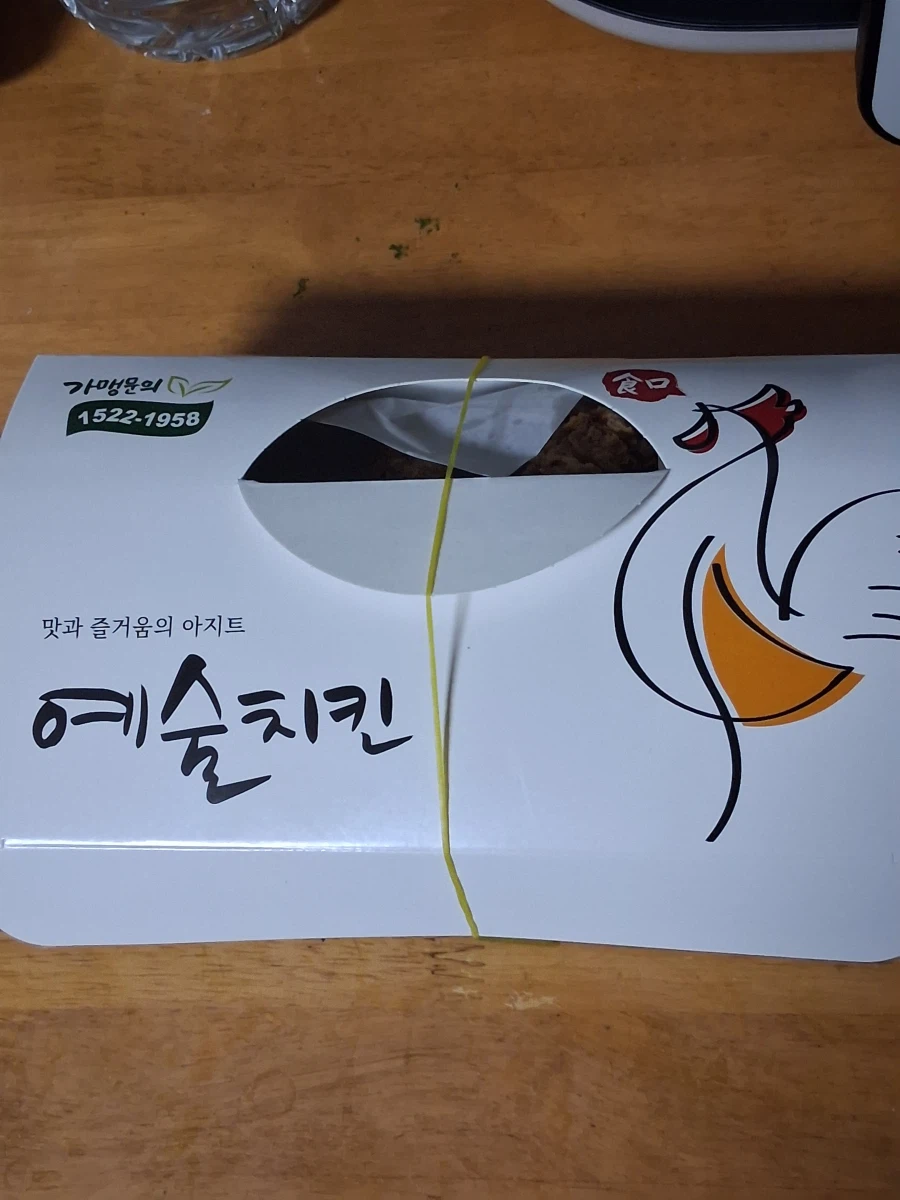 가맹문의
1522-1958
食口
맛과 즐거움의 아지트
예술치킨